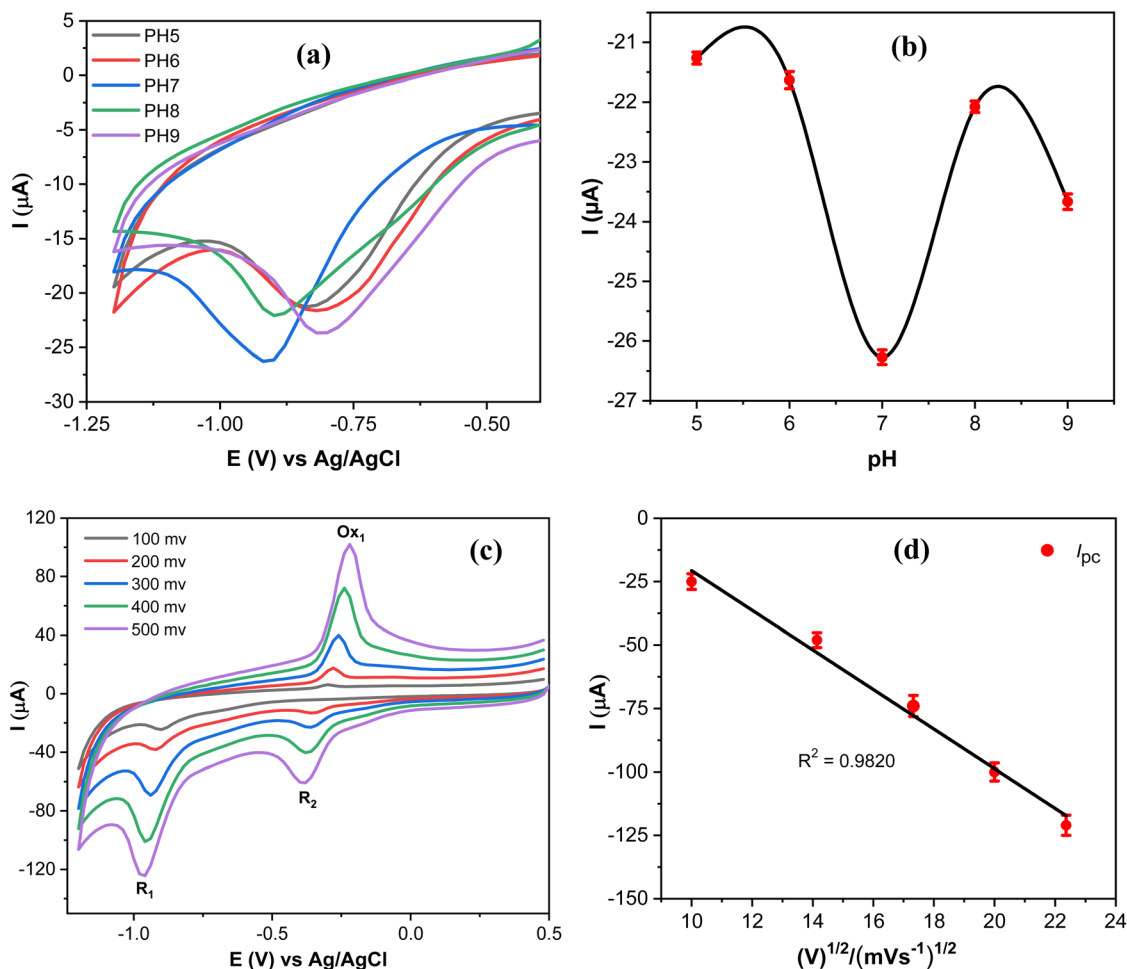 (a)
PH5
PH6
PH7
PH8
PH9
5
0
-5
-10
-15
-20
-25
-30
I (µA)
-1.25
-1.00
-0.75
-0.50
E (V) vs Ag/AgCl
(b)
-21
-22
-23
-24
-25
-26
-27
I (µA)
5
6
7
8
9
pH
(c)
100 mv
200 mv
300 mv
400 mv
500 mv
Ox1
R2
R1
120
80
40
0
-40
-80
-120
I (µA)
-1.0
-0.5
0.0
0.5
E (V) vs Ag/AgCl
(d)
Ipc
R² = 0.9820
0
-25
-50
-75
-100
-125
-150
I (µA)
10
12
14
16
18
20
22
24
(V)^1/2/(mVs^-1)^1/2